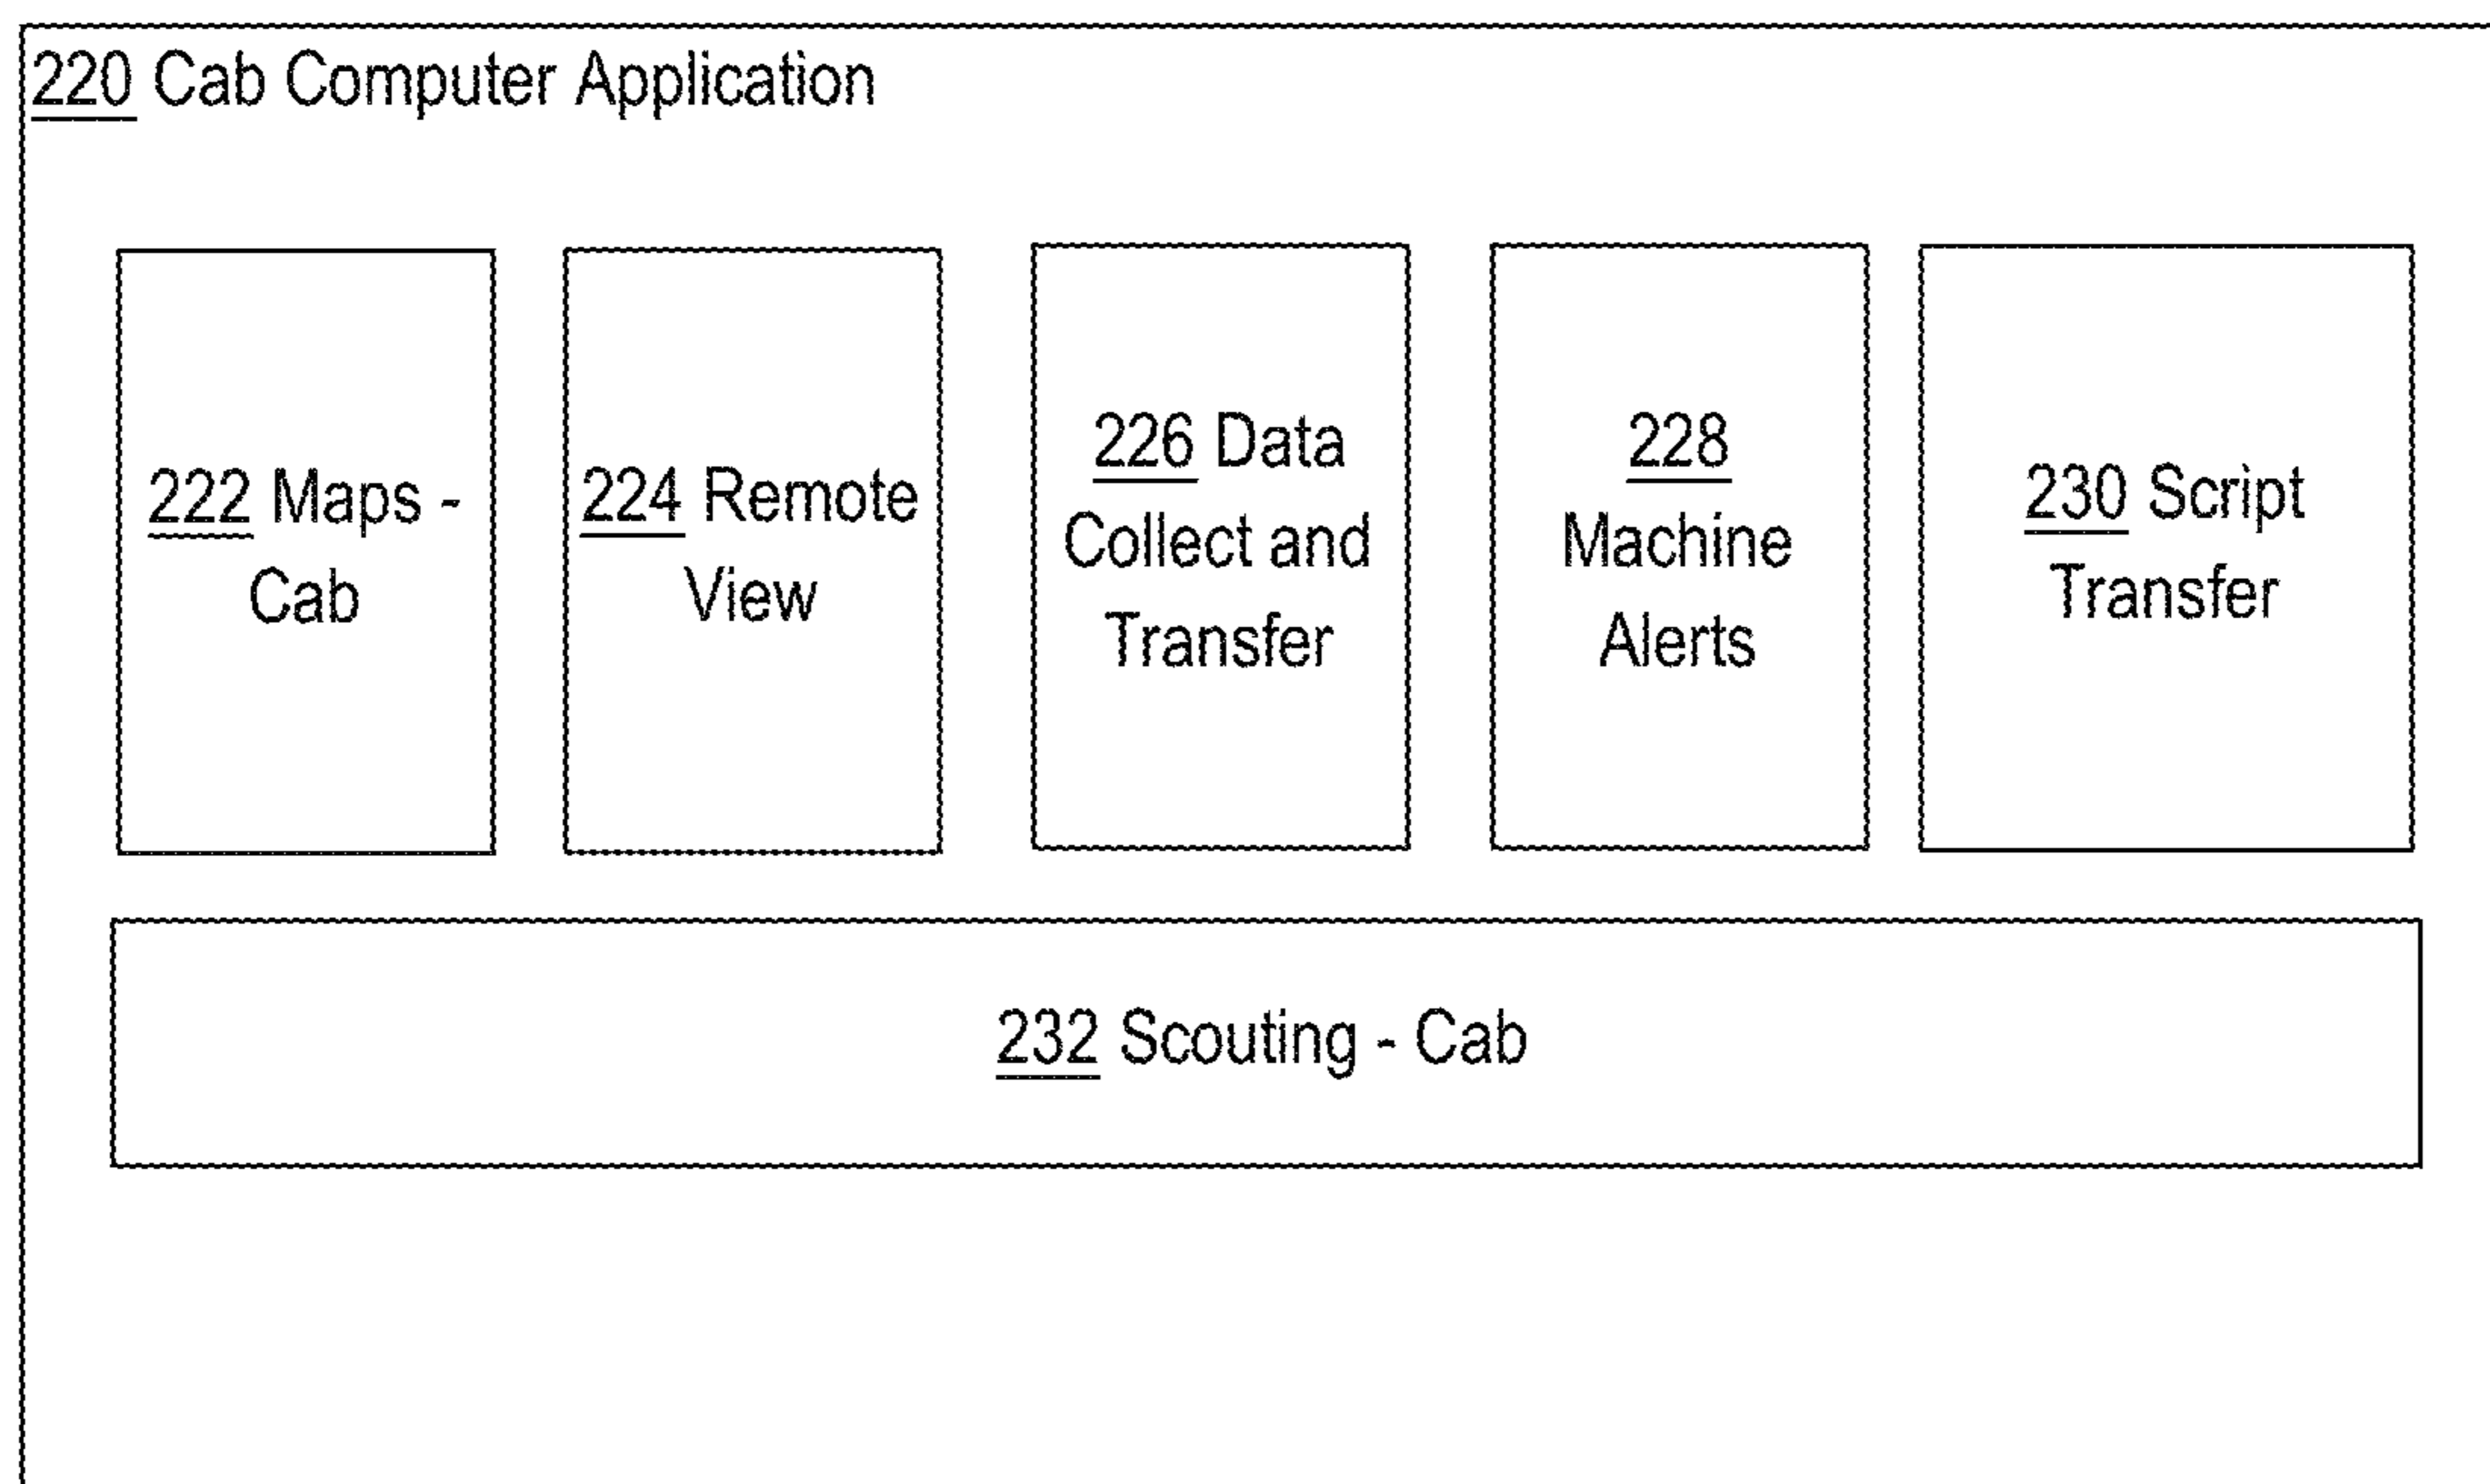 220 Cab Computer Application
222 Maps -
Cab
224 Remote
View
226 Data
Collect and
Transfer
228
Machine
Alerts
230 Script
Transfer
232 Scouting - Cab